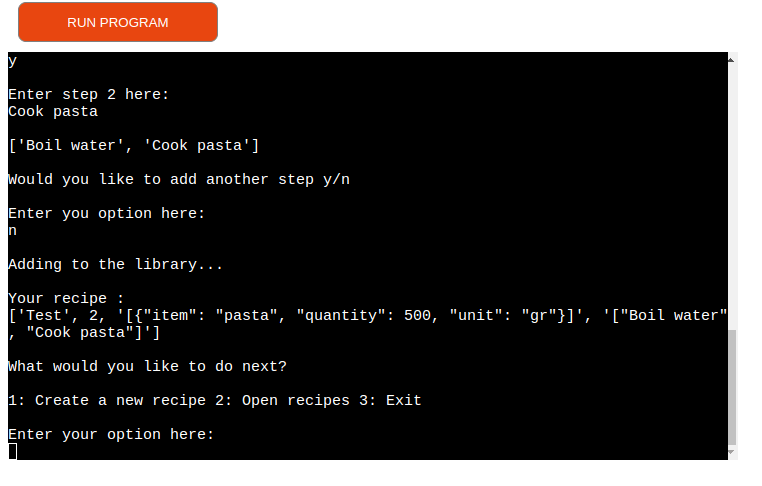 RUN PROGRAM
y
Enter step 2 here:
Cook pasta
['Boil water', 'Cook pasta']
Would you like to add another step y/n
Enter you option here:
n
Adding to the library...
Your recipe :
['Test', 2, '[{"item": "pasta", "quantity": 500, "unit": "gr"}]', '["Boil water"
, "Cook pasta"]']
What would you like to do next?
1: Create a new recipe 2: Open recipes 3: Exit
Enter your option here: